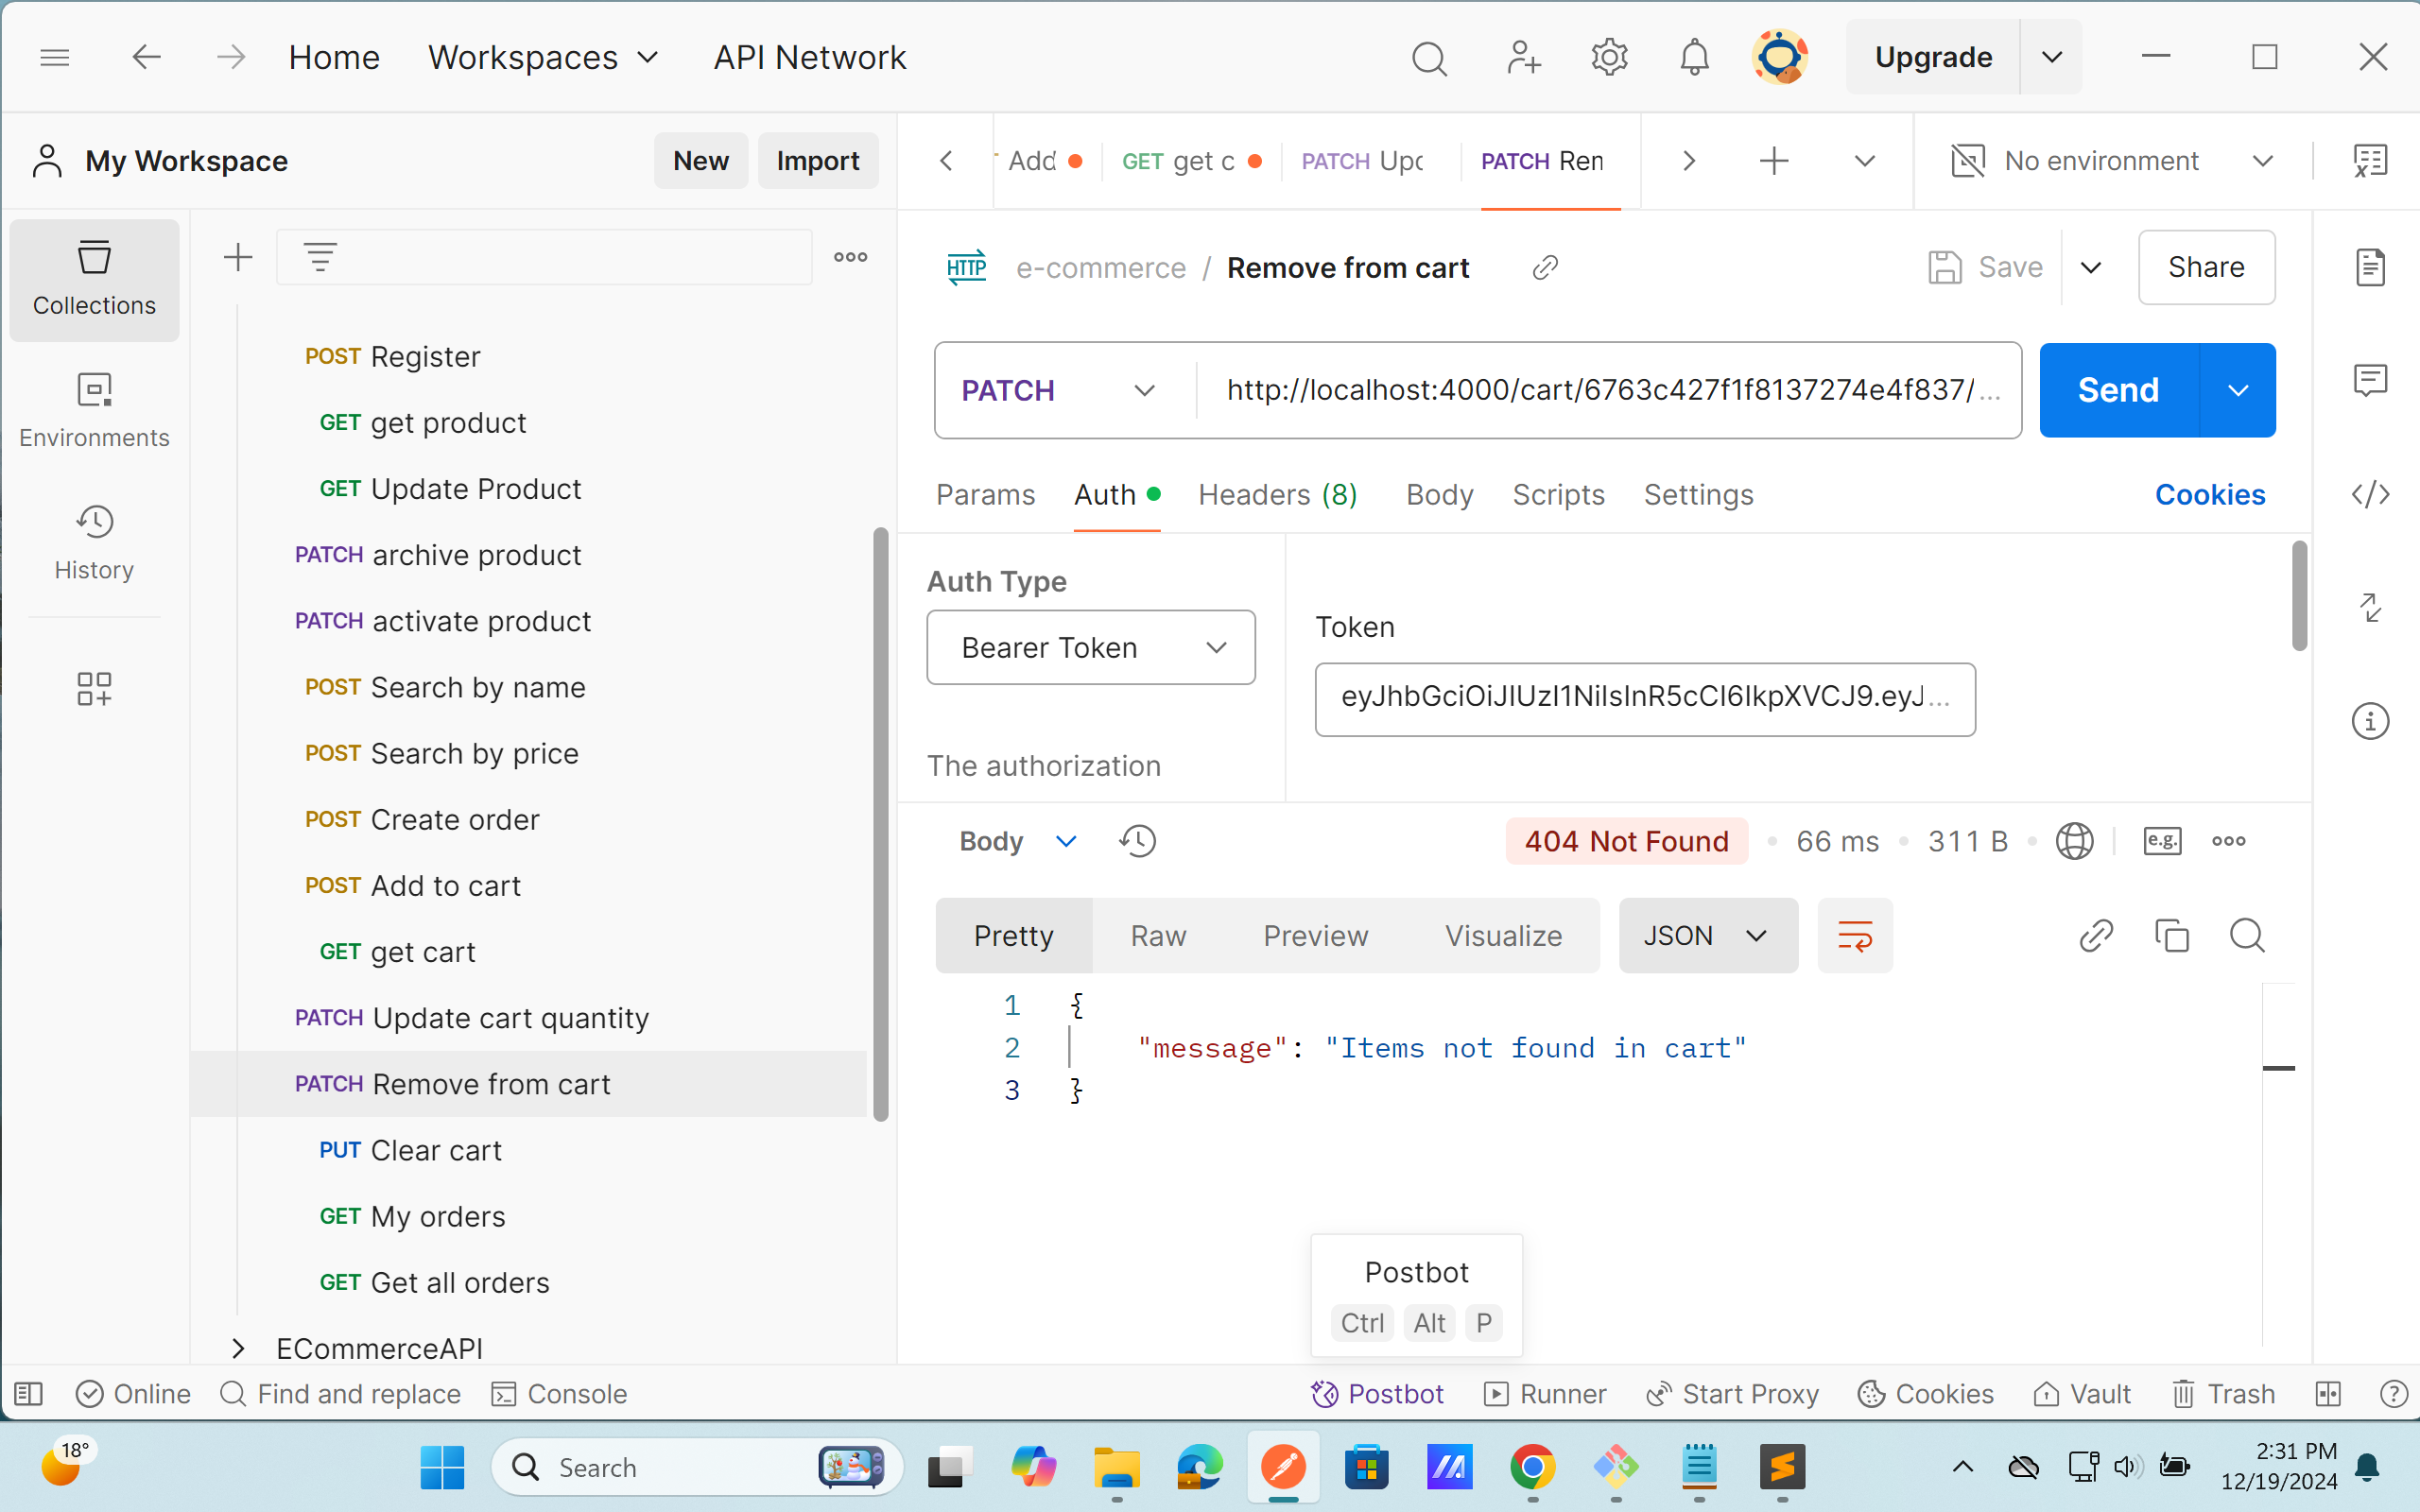 Home Workspaces API Network Upgrade
My Workspace New Import
Add GET get c PATCH Upc PATCH Ren No environment
Collections
Environments
History
POST Register
GET get product
GET Update Product
PATCH archive product
PATCH activate product
POST Search by name
POST Search by price
POST Create order
POST Add to cart
GET get cart
PATCH Update cart quantity
PATCH Remove from cart
PUT Clear cart
GET My orders
GET Get all orders
ECommerceAPI
HTTP e-commerce / Remove from cart Save Share
PATCH http://localhost:4000/cart/6763c427f1f8137274e4f837/... Send
Params Auth Headers (8) Body Scripts Settings Cookies
Auth Type
Bearer Token
Token
eyJhbGciOiJIUzI1NiIsInR5cCI6IkpXVCJ9.eyJ...
The authorization
Body 404 Not Found 66 ms 311 B e.g.
Pretty Raw Preview Visualize JSON
1 {
2 "message": "Items not found in cart"
3 }
Postbot
Ctrl Alt P
Online Find and replace Console Postbot Runner Start Proxy Cookies Vault Trash
18° Search 2:31 PM
12/19/2024